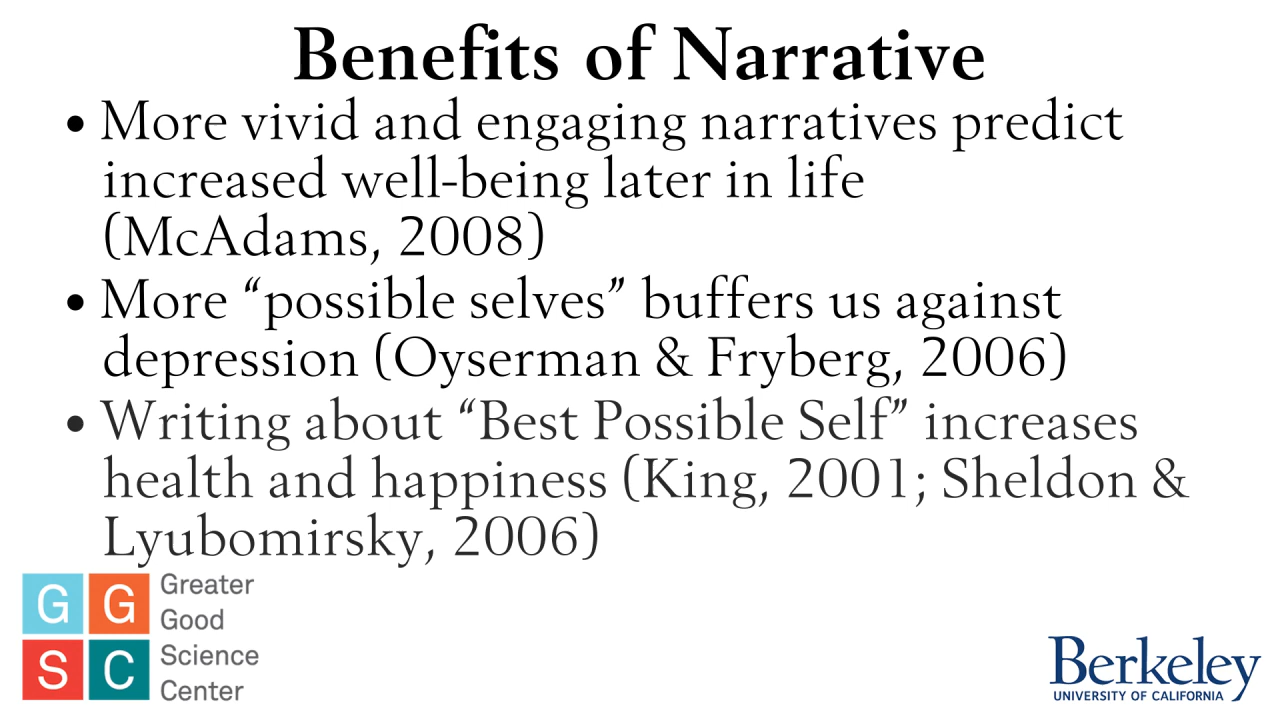 Benefits of Narrative
• More vivid and engaging narratives predict
increased well-being later in life
(McAdams, 2008)
• More “possible selves” buffers us against
depression (Oyserman & Fryberg, 2006)
• Writing about “Best Possible Self” increases
health and happiness (King, 2001; Sheldon &
Lyubomirsky, 2006)
G G
S C
Greater
Good
Science
Center
Berkeley
UNIVERSITY OF CALIFORNIA